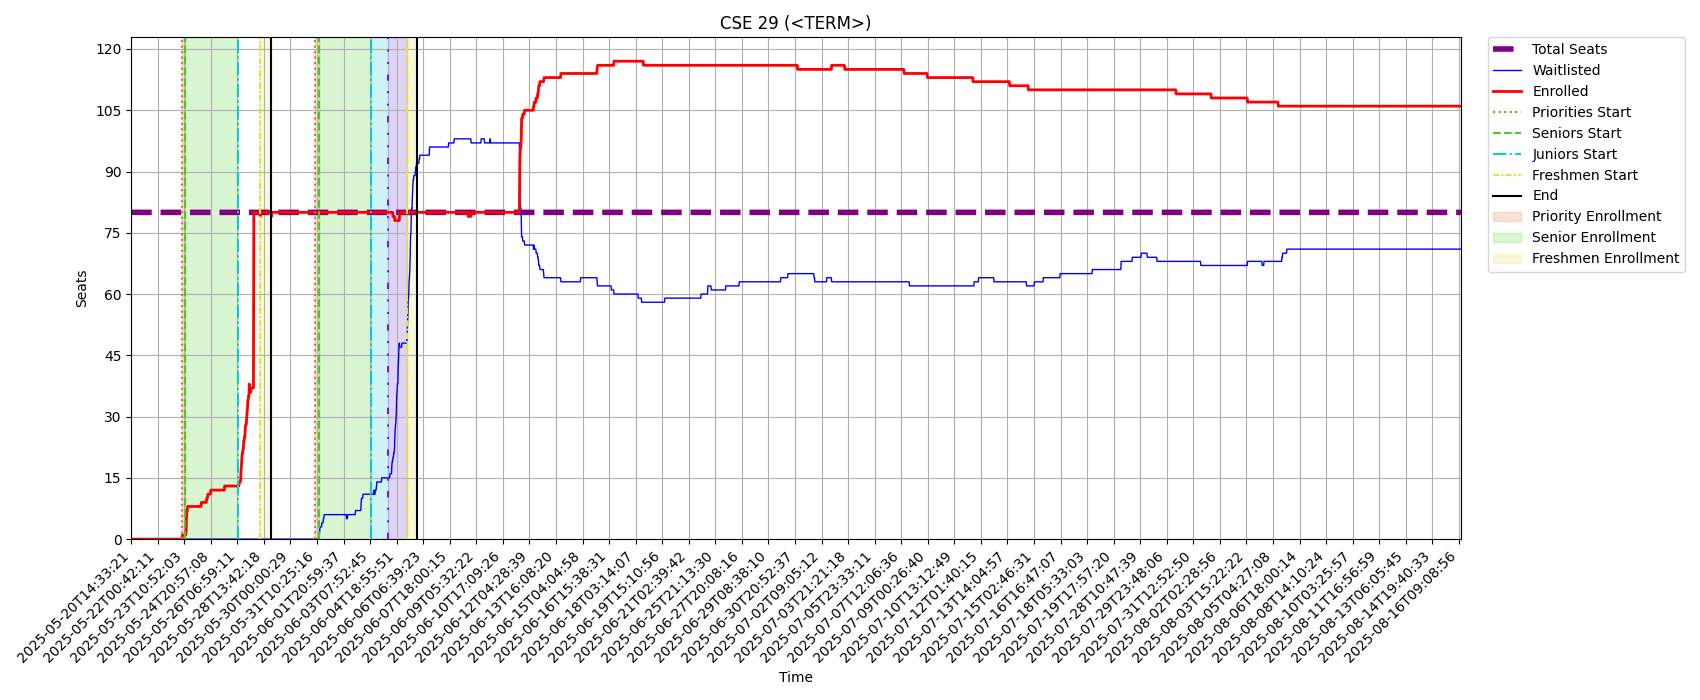 CSE 29 (<TERM>)
Total Seats
Waitlisted
Enrolled
Priorities Start
Seniors Start
Juniors Start
Freshmen Start
End
Priority Enrollment
Senior Enrollment
Freshmen Enrollment
Seats
120
105
90
75
60
45
30
15
0
2025-05-20T14:33:21
2025-05-22T00:42:11
2025-05-23T10:52:03
2025-05-24T20:57:08
2025-05-26T06:59:11
2025-05-28T13:42:18
2025-05-30T00:00:29
2025-05-31T10:25:16
2025-06-01T20:59:37
2025-06-03T07:52:45
2025-06-04T18:55:51
2025-06-06T06:39:23
2025-06-07T18:00:15
2025-06-09T05:32:22
2025-06-10T17:09:26
2025-06-12T04:28:39
2025-06-13T16:08:20
2025-06-15T04:04:58
2025-06-16T15:38:31
2025-06-18T03:14:07
2025-06-19T15:10:56
2025-06-21T02:39:42
2025-06-25T21:13:30
2025-06-27T20:08:16
2025-06-29T08:38:10
2025-06-30T20:52:37
2025-07-02T09:05:12
2025-07-03T21:21:18
2025-07-05T23:33:11
2025-07-07T12:06:36
2025-07-09T00:26:40
2025-07-10T13:12:49
2025-07-12T01:40:15
2025-07-13T14:04:57
2025-07-15T02:46:31
2025-07-16T16:47:07
2025-07-18T05:33:03
2025-07-19T17:57:20
2025-07-28T10:47:39
2025-07-29T23:48:06
2025-07-31T12:52:50
2025-08-02T02:28:56
2025-08-03T15:22:22
2025-08-05T04:27:08
2025-08-06T18:00:14
2025-08-08T14:10:24
2025-08-10T03:25:57
2025-08-11T16:56:59
2025-08-13T06:05:45
2025-08-14T19:40:33
2025-08-16T09:08:56
Time